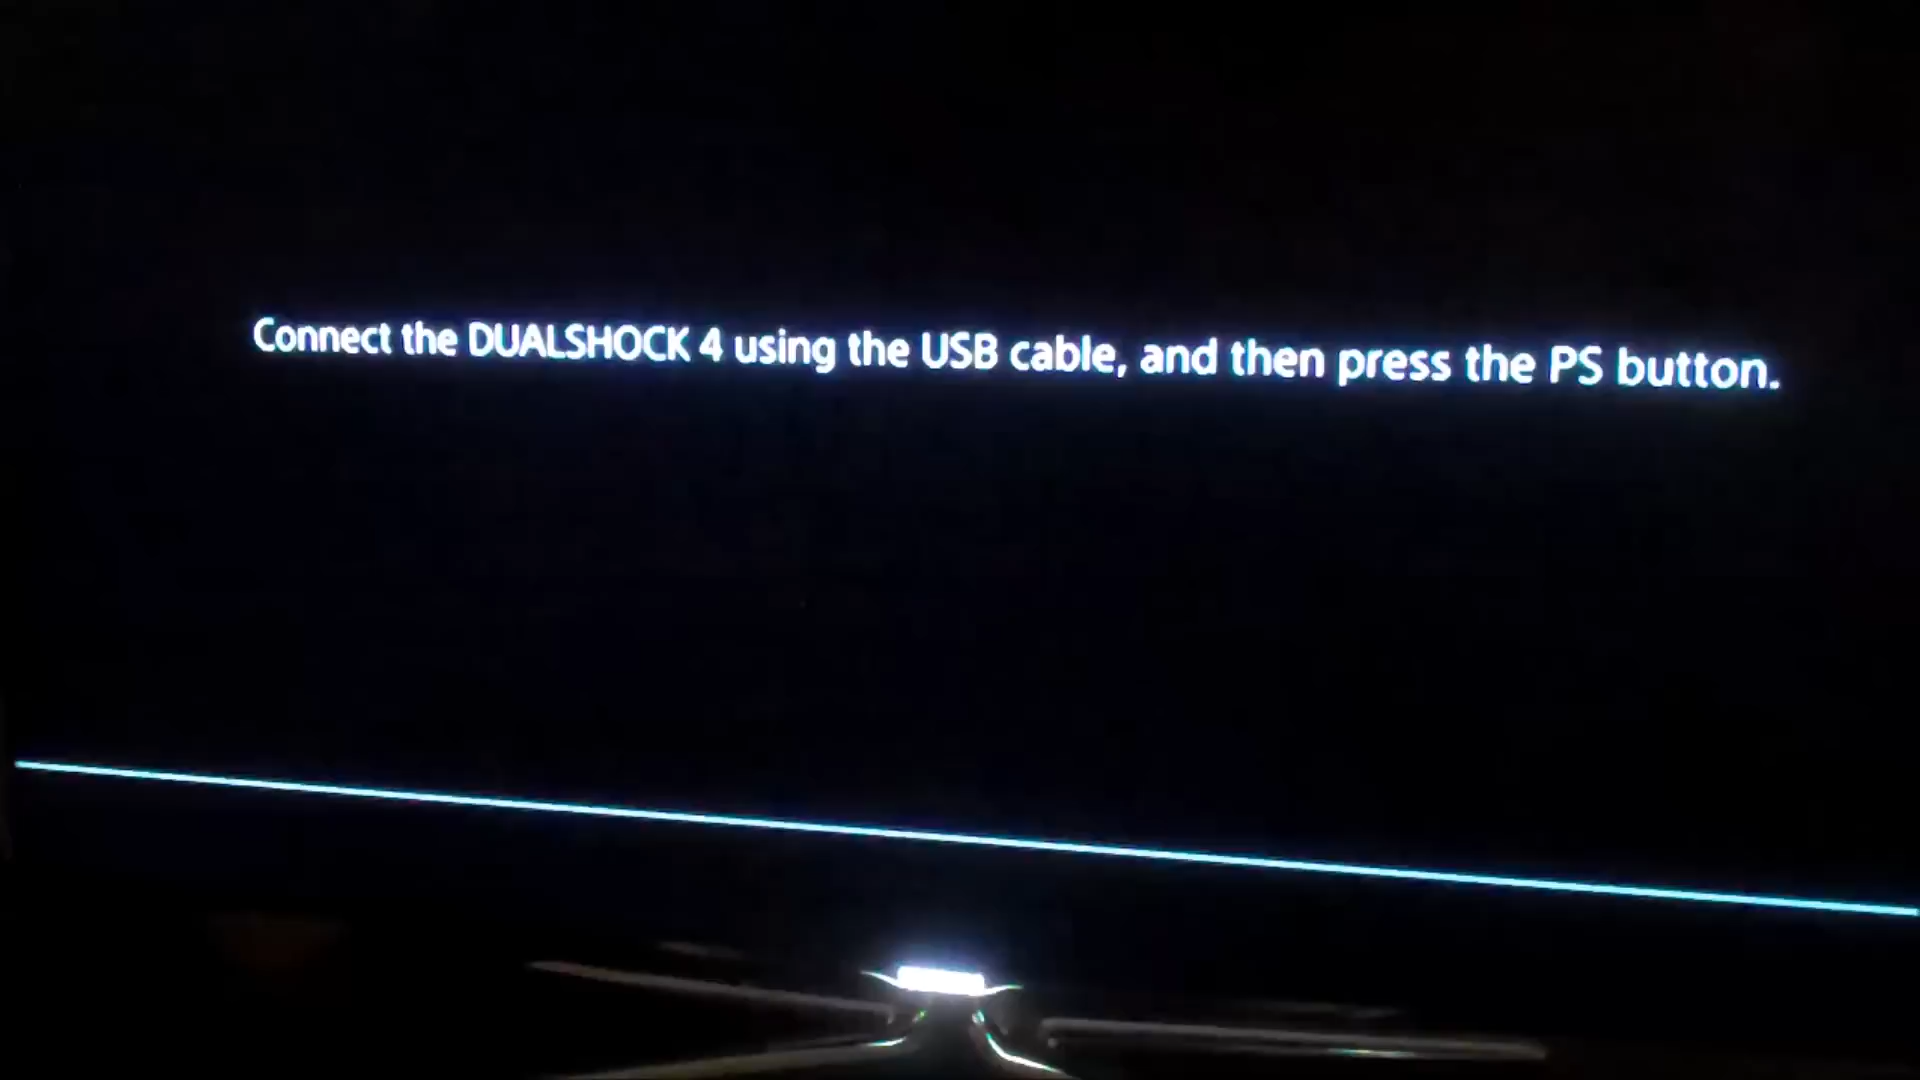 Connect the DUALSHOCK 4 using the USB cable, and then press the PS button.